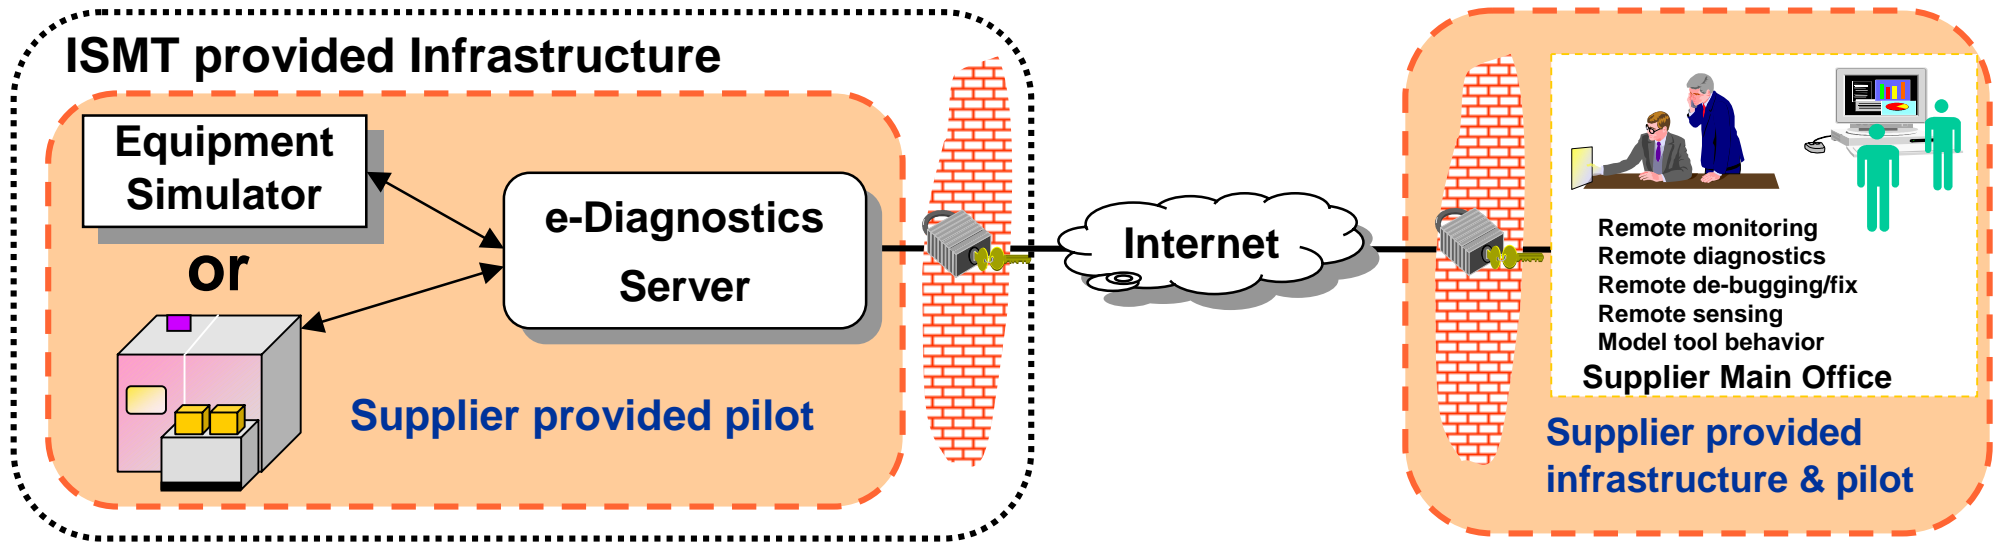 ISMT provided Infrastructure
Equipment
Simulator
or
e-Diagnostics
Server
Supplier provided pilot
Internet
Remote monitoring
Remote diagnostics
Remote de-bugging/fix
Remote sensing
Model tool behavior
Supplier Main Office
Supplier provided
infrastructure & pilot